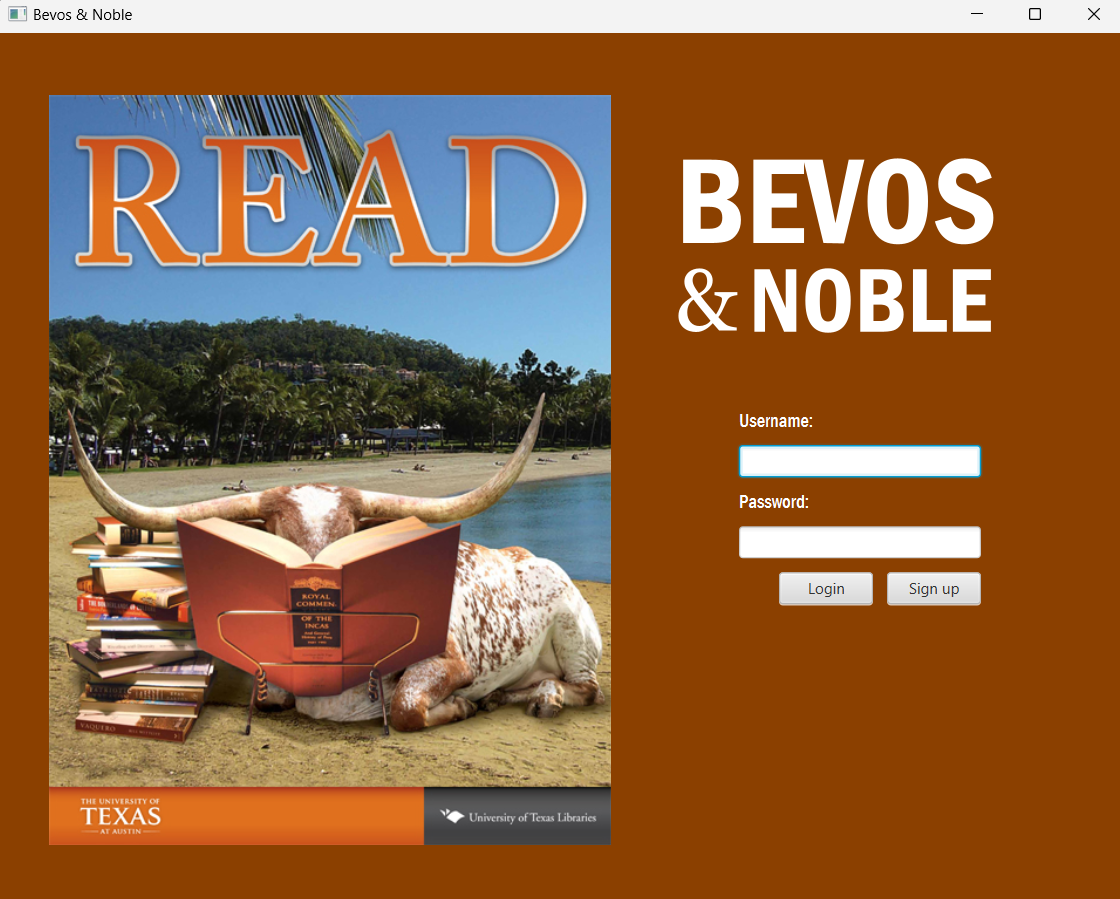 Bevos & Noble
READ
ROYAL
COMMEN.
OF THE
INCAS
VAQUERO
THE UNIVERSITY OF
TEXAS
AT AUSTIN
University of Texas Libraries
BEVOS
& NOBLE
Username:
Password:
Login
Sign up